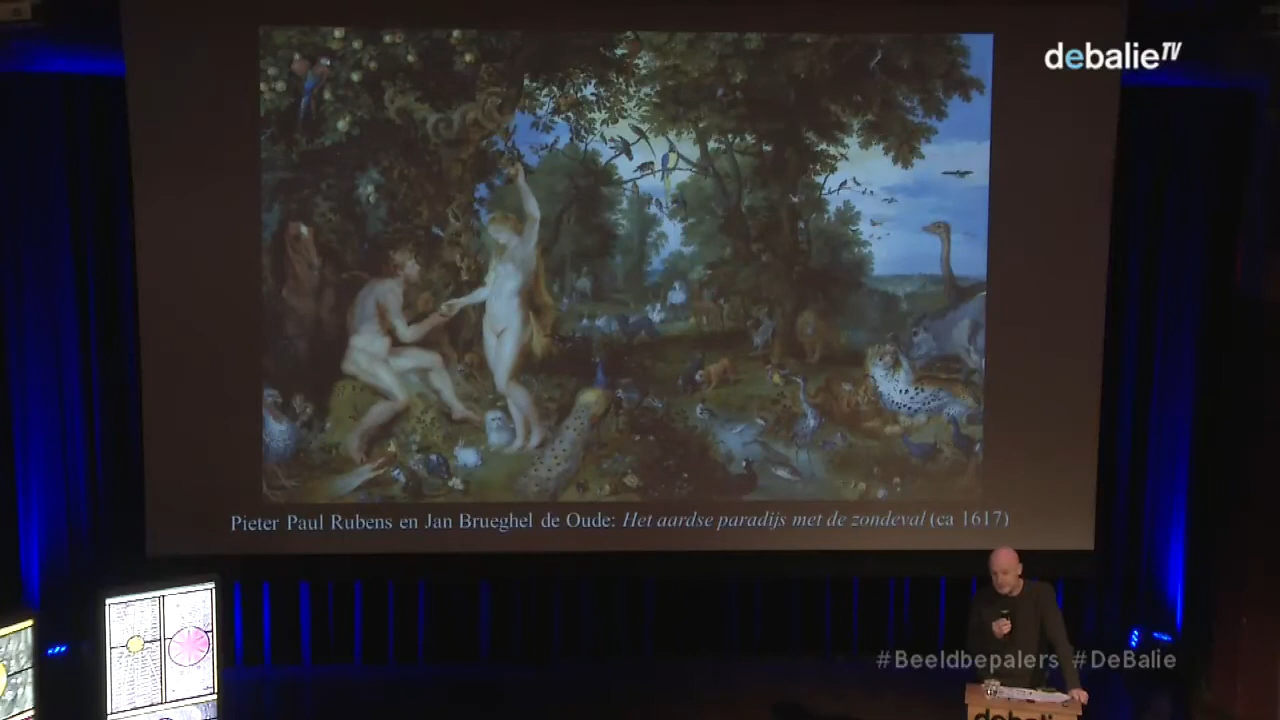 debalieTV
Pieter Paul Rubens en Jan Brueghel de Oude: Het aardse paradijs met de zondeval (ca 1617)
#Beeldbepalers #DeBalie
debalie